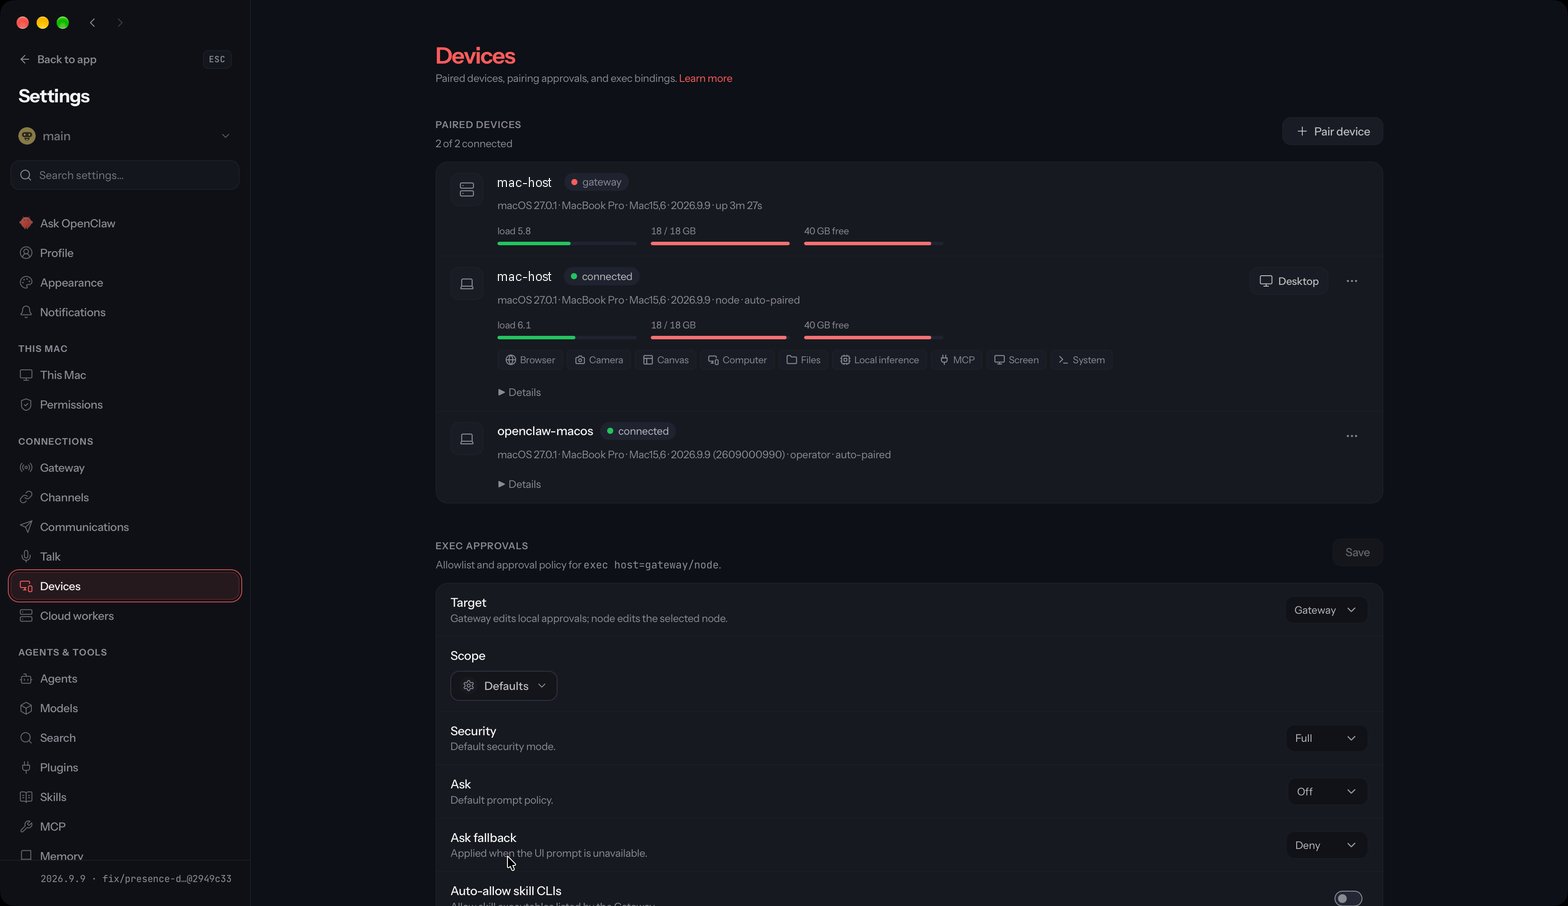 Back to app
ESC
Settings
main
Search settings...
Ask OpenClaw
Profile
Appearance
Notifications
THIS MAC
This Mac
Permissions
CONNECTIONS
Gateway
Channels
Communications
Talk
Devices
Cloud workers
AGENTS & TOOLS
Agents
Models
Search
Plugins
Skills
MCP
Memory
2026.9.9 · fix/presence-d…@2949c33
Devices
Paired devices, pairing approvals, and exec bindings. Learn more
PAIRED DEVICES
2 of 2 connected
Pair device
mac-host gateway
macOS 27.0.1 · MacBook Pro · Mac15,6 · 2026.9.9 · up 3m 27s
load 5.8 18 / 18 GB 40 GB free
mac-host connected
Desktop
macOS 27.0.1 · MacBook Pro · Mac15,6 · 2026.9.9 · node · auto-paired
load 6.1 18 / 18 GB 40 GB free
Browser Camera Canvas Computer Files Local inference MCP Screen System
Details
openclaw-macos connected
macOS 27.0.1 · MacBook Pro · Mac15,6 · 2026.9.9 (2609000990) · operator · auto-paired
Details
EXEC APPROVALS
Allowlist and approval policy for exec host=gateway/node.
Save
Target
Gateway edits local approvals; node edits the selected node.
Gateway
Scope
Defaults
Security
Default security mode.
Full
Ask
Default prompt policy.
Off
Ask fallback
Applied when the UI prompt is unavailable.
Deny
Auto-allow skill CLIs
Allow skill executables listed by the Gateway.